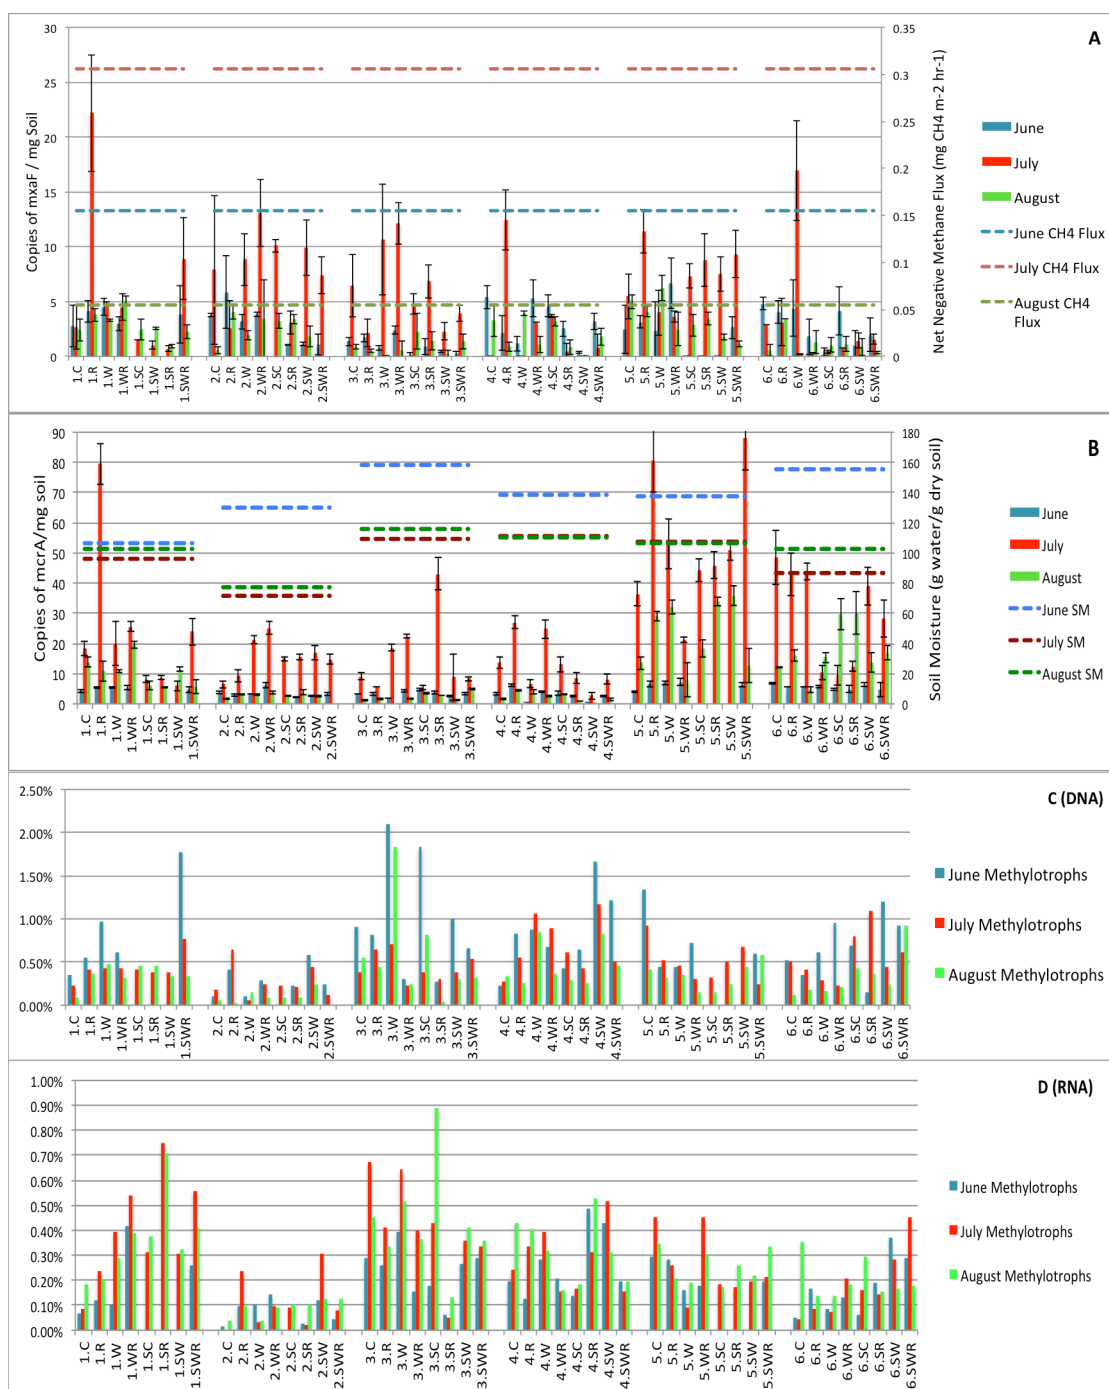 A
Copies of mxaF / mg Soil
30
25
20
15
10
5
0
0.35
0.3
0.25
0.2
0.15
0.1
0.05
0
Net Negative Methane Flux (mg CH4 m-2 hr-1)
June
July
August
June CH4 Flux
July CH4 Flux
August CH4
Flux
1.C 1.R 1.W 1.WR 1.SC 1.SW 1.SR 1.SWR
2.C 2.R 2.W 2.WR 2.SC 2.SR 2.SW 2.SWR
3.C 3.R 3.W 3.WR 3.SC 3.SR 3.SW 3.SWR
4.C 4.R 4.W 4.WR 4.SC 4.SR 4.SW 4.SWR
5.C 5.R 5.W 5.WR 5.SC 5.SR 5.SW 5.SWR
6.C 6.R 6.W 6.WR 6.SC 6.SR 6.SW 6.SWR
B
Copies of mcrA/mg soil
90
80
70
60
50
40
30
20
10
0
180
160
140
120
100
80
60
40
20
0
Soil Moisture (g water/g dry soil)
June
July
August
June SM
July SM
August SM
1.C 1.R 1.W 1.WR 1.SC 1.SR 1.SW 1.SWR
2.C 2.R 2.W 2.WR 2.SC 2.SR 2.SW 2.SWR
3.C 3.R 3.W 3.WR 3.SC 3.SR 3.SW 3.SWR
4.C 4.R 4.W 4.WR 4.SC 4.SR 4.SW 4.SWR
5.C 5.R 5.W 5.WR 5.SC 5.SR 5.SW 5.SWR
6.C 6.R 6.W 6.WR 6.SC 6.SR 6.SW 6.SWR
C (DNA)
2.50%
2.00%
1.50%
1.00%
0.50%
0.00%
June Methylotrophs
July Methylotrophs
August Methylotrophs
1.C 1.R 1.W 1.WR 1.SC 1.SR 1.SW 1.SWR
2.C 2.R 2.W 2.WR 2.SC 2.SR 2.SW 2.SWR
3.C 3.R 3.W 3.WR 3.SC 3.SR 3.SW 3.SWR
4.C 4.R 4.W 4.WR 4.SC 4.SR 4.SW 4.SWR
5.C 5.R 5.W 5.WR 5.SC 5.SR 5.SW 5.SWR
6.C 6.R 6.W 6.WR 6.SC 6.SR 6.SW 6.SWR
D (RNA)
1.00%
0.90%
0.80%
0.70%
0.60%
0.50%
0.40%
0.30%
0.20%
0.10%
0.00%
June Methylotrophs
July Methylotrophs
August Methylotrophs
1.C 1.R 1.W 1.WR 1.SC 1.SR 1.SW 1.SWR
2.C 2.R 2.W 2.WR 2.SC 2.SR 2.SW 2.SWR
3.C 3.R 3.W 3.WR 3.SC 3.SR 3.SW 3.SWR
4.C 4.R 4.W 4.WR 4.SC 4.SR 4.SW 4.SWR
5.C 5.R 5.W 5.WR 5.SC 5.SR 5.SW 5.SWR
6.C 6.R 6.W 6.WR 6.SC 6.SR 6.SW 6.SWR